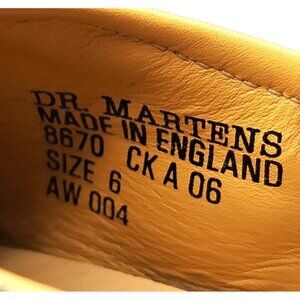 DR. MARTENS
MADE IN ENGLAND
8670 CK A 06
SIZE 6
AW 004